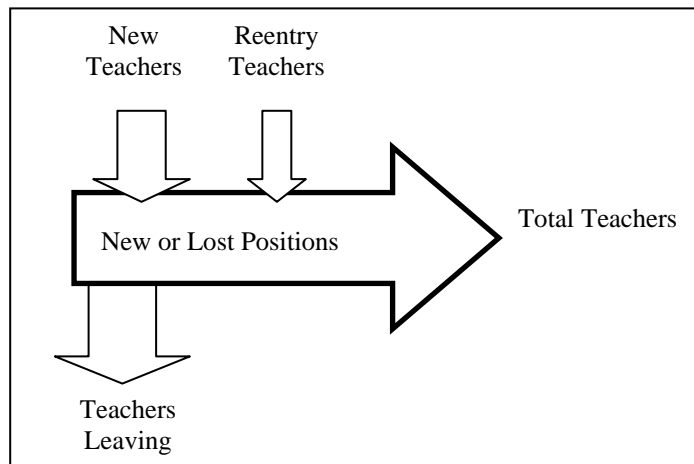 New
Teachers
Reentry
Teachers
New or Lost Positions
Total Teachers
Teachers
Leaving